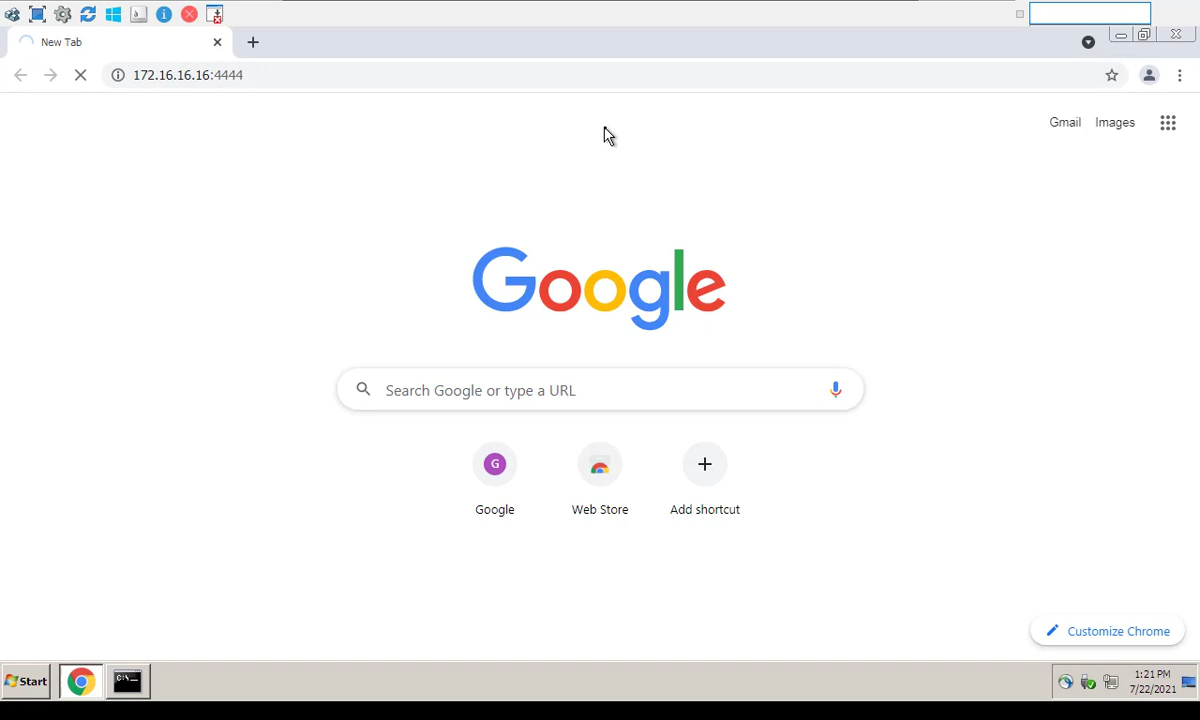 New Tab
172.16.16.16:4444
Gmail Images
Google
Search Google or type a URL
G
Google Web Store Add shortcut
Customize Chrome
Start
C:\._
1:21 PM
7/22/2021